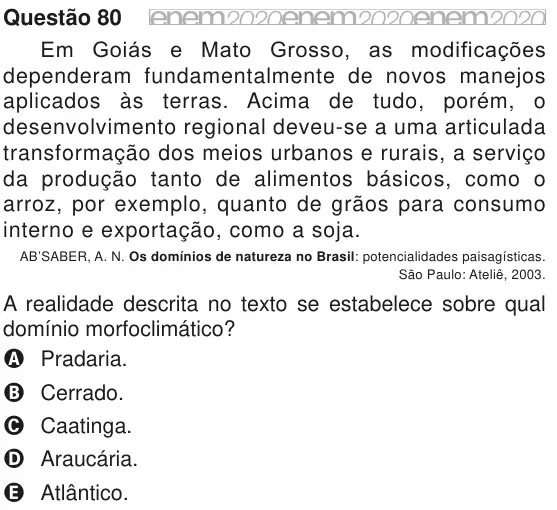 Questão 80 enem2020enem2020enem2020
Em Goiás e Mato Grosso, as modificações
dependeram fundamentalmente de novos manejos
aplicados às terras. Acima de tudo, porém, o
desenvolvimento regional deveu-se a uma articulada
transformação dos meios urbanos e rurais, a serviço
da produção tanto de alimentos básicos, como o
arroz, por exemplo, quanto de grãos para consumo
interno e exportação, como a soja.
AB'SABER, A. N. Os domínios de natureza no Brasil: potencialidades paisagísticas.
São Paulo: Ateliê, 2003.
A realidade descrita no texto se estabelece sobre qual
domínio morfoclimático?
A Pradaria.
B Cerrado.
C Caatinga.
D Araucária.
E Atlântico.